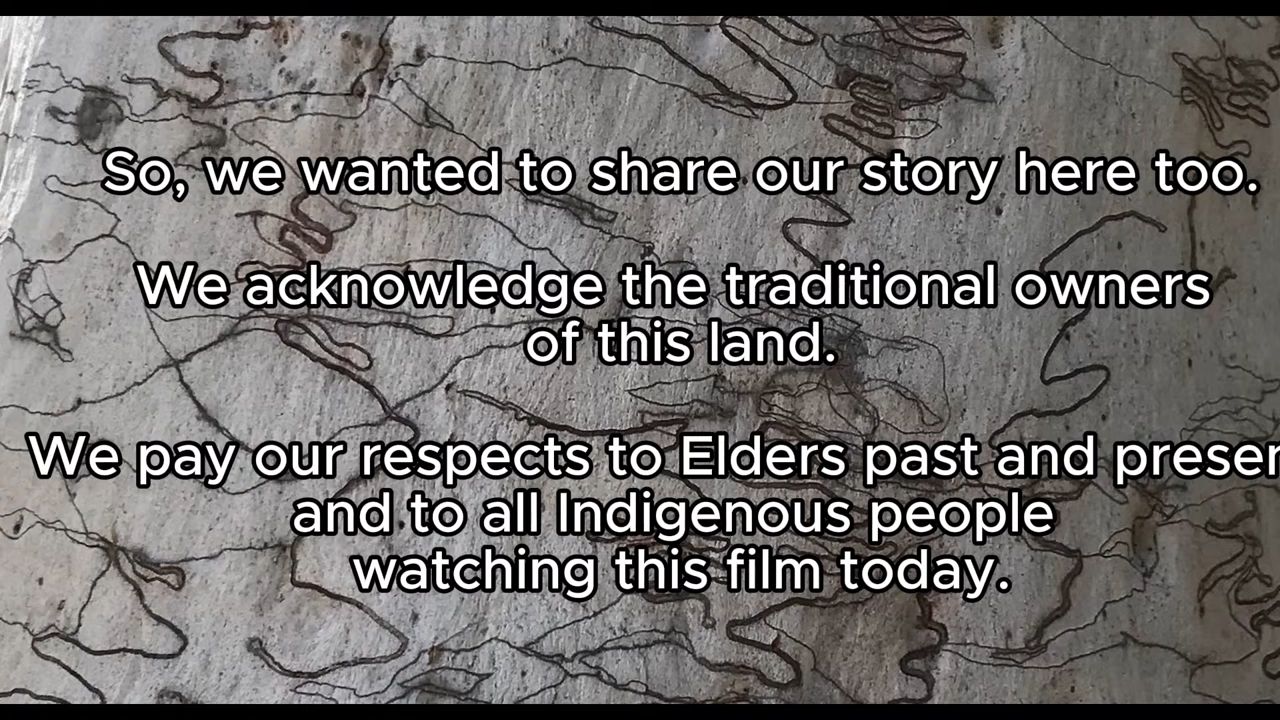 So, we wanted to share our story here too.
We acknowledge the traditional owners
of this land.
We pay our respects to Elders past and presen
and to all Indigenous people
watching this film today.